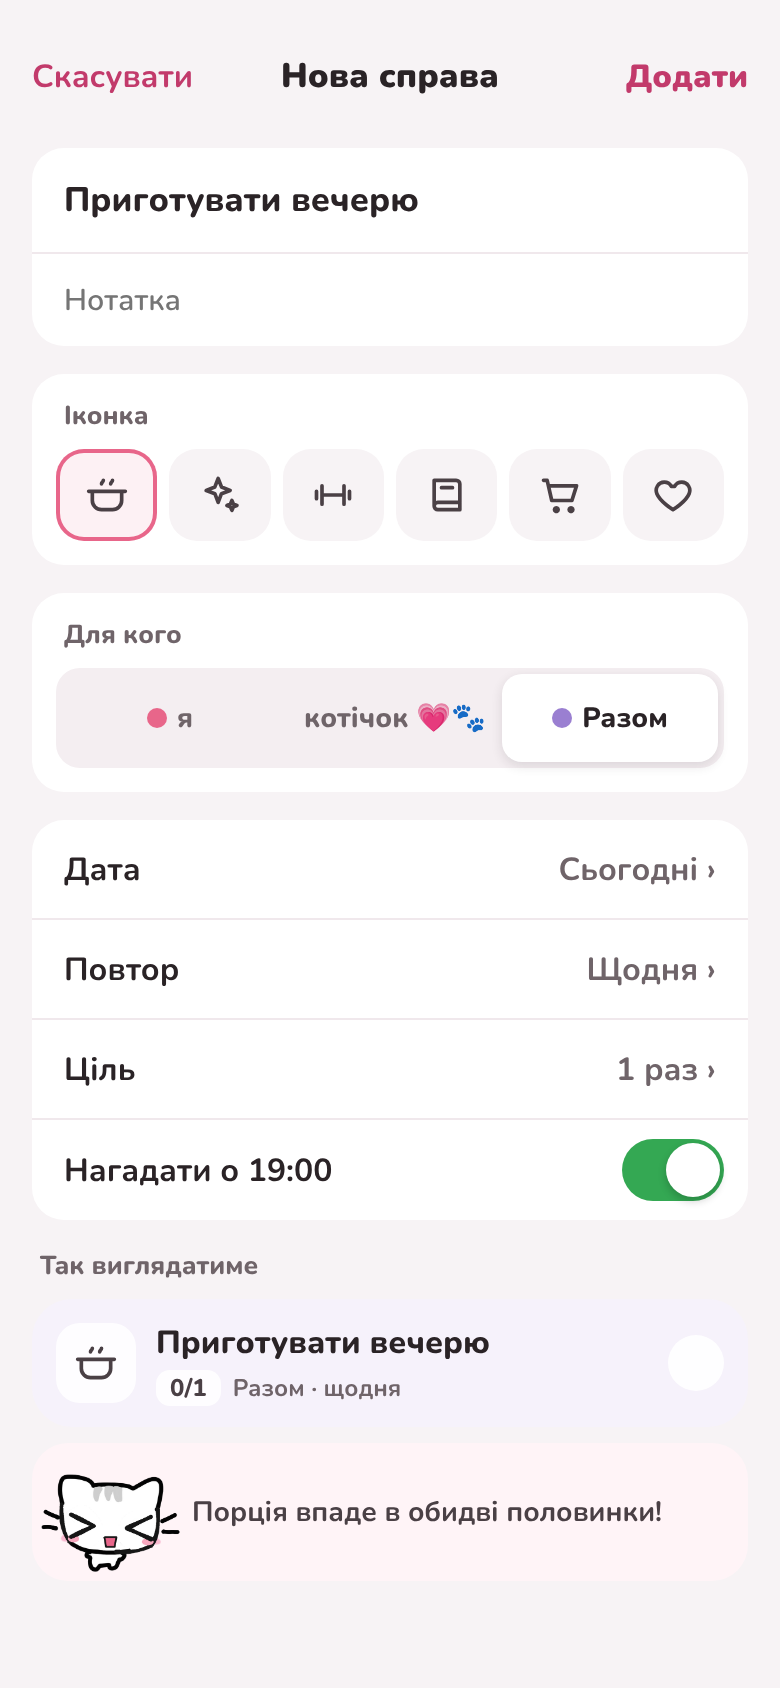 Скасувати Нова справа Додати
Приготувати вечерю
Нотатка
Іконка
Для кого
я котічок 💗🐾 Разом
Дата Сьогодні ›
Повтор Щодня ›
Ціль 1 раз ›
Нагадати о 19:00
Так виглядатиме
Приготувати вечерю
0/1 Разом · щодня
Порція впаде в обидві половинки!